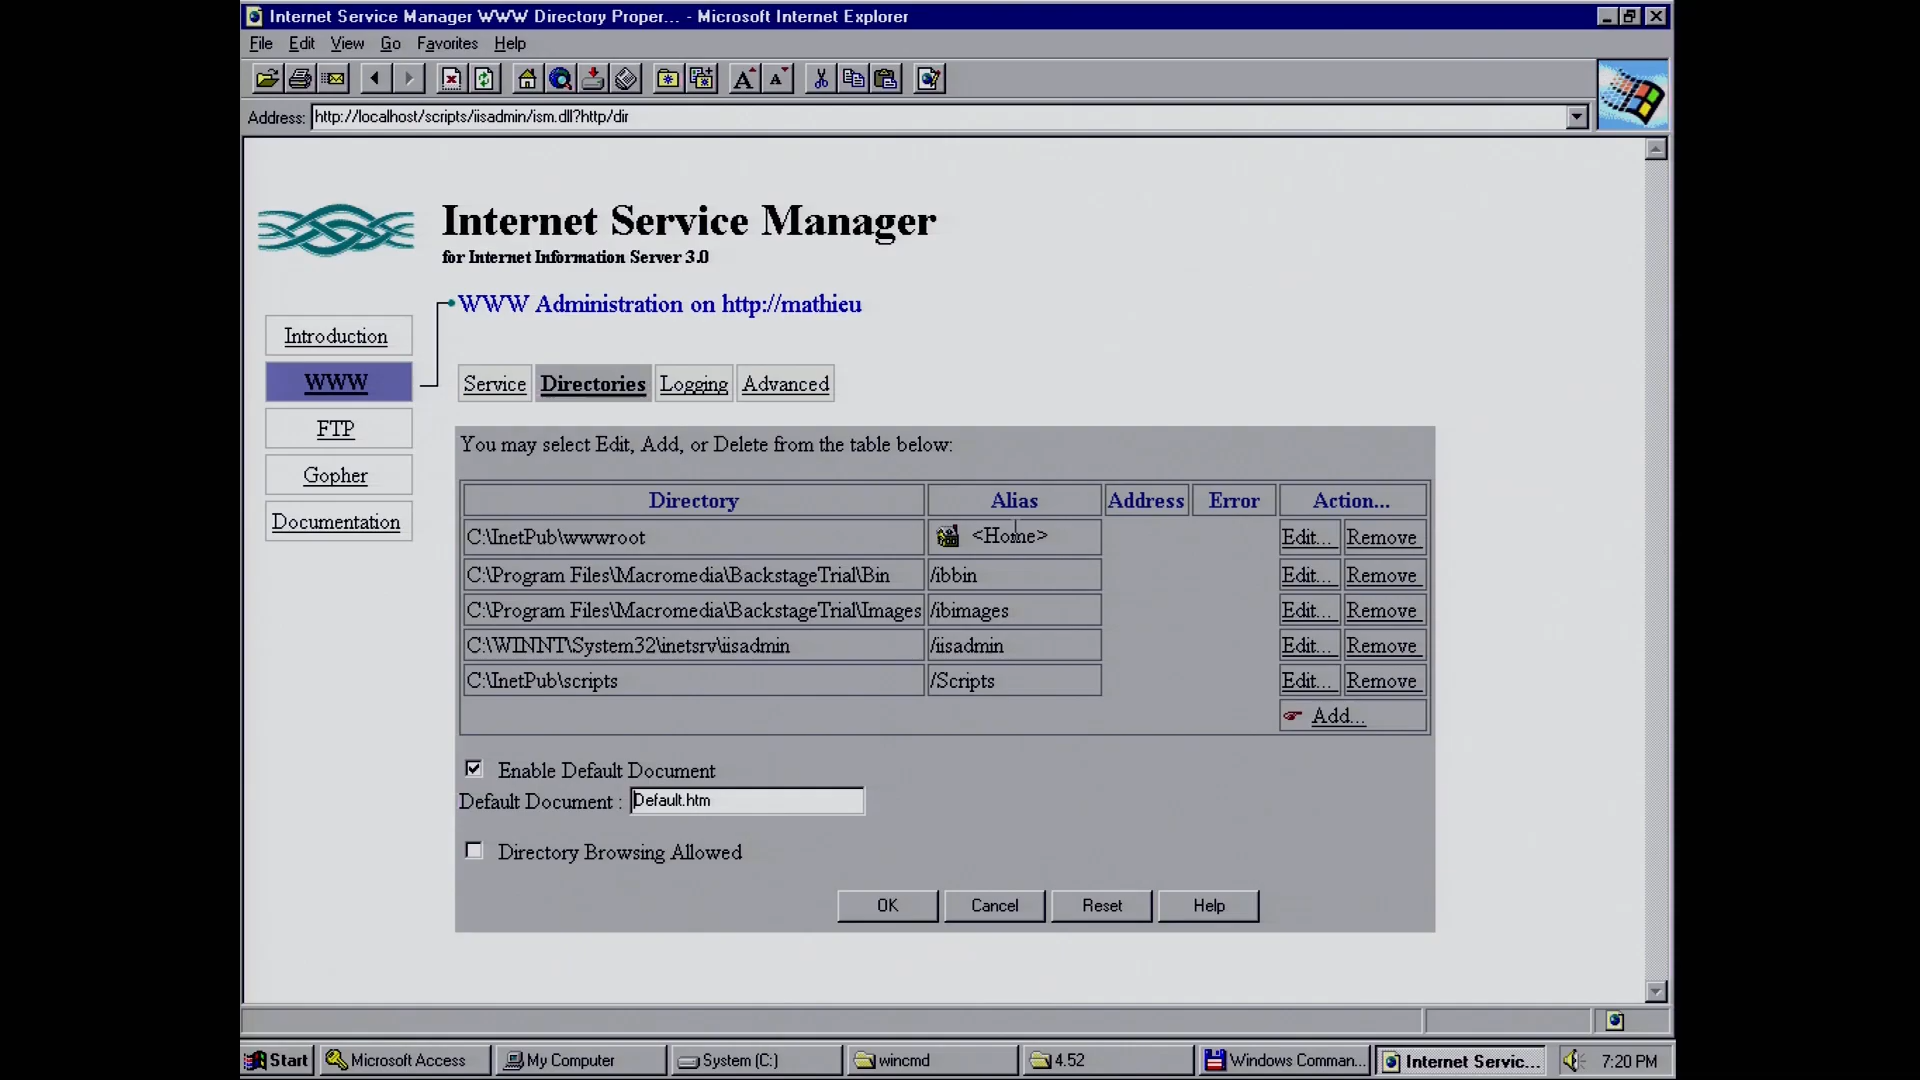 Internet Service Manager WWW Directory Proper... - Microsoft Internet Explorer
File Edit View Go Favorites Help
Address: http://localhost/scripts/iisadmin/ism.dll?http/dir
Internet Service Manager
for Internet Information Server 3.0
WWW Administration on http://mathieu
Introduction
WWW
FTP
Gopher
Documentation
Service Directories Logging Advanced
You may select Edit, Add, or Delete from the table below:
Directory Alias Address Error Action...
C:\InetPub\wwwroot <Home> Edit... Remove
C:\Program Files\Macromedia\BackstageTrial\Bin /ibbin Edit... Remove
C:\Program Files\Macromedia\BackstageTrial\Images /ibimages Edit... Remove
C:\WINNT\System32\inetsrv\iisadmin /iisadmin Edit... Remove
C:\InetPub\scripts /Scripts Edit... Remove
Add...
Enable Default Document
Default Document : Default.htm
Directory Browsing Allowed
OK Cancel Reset Help
Start Microsoft Access My Computer System (C:) wincmd 4.52 Windows Comman... Internet Servic... 7:20 PM